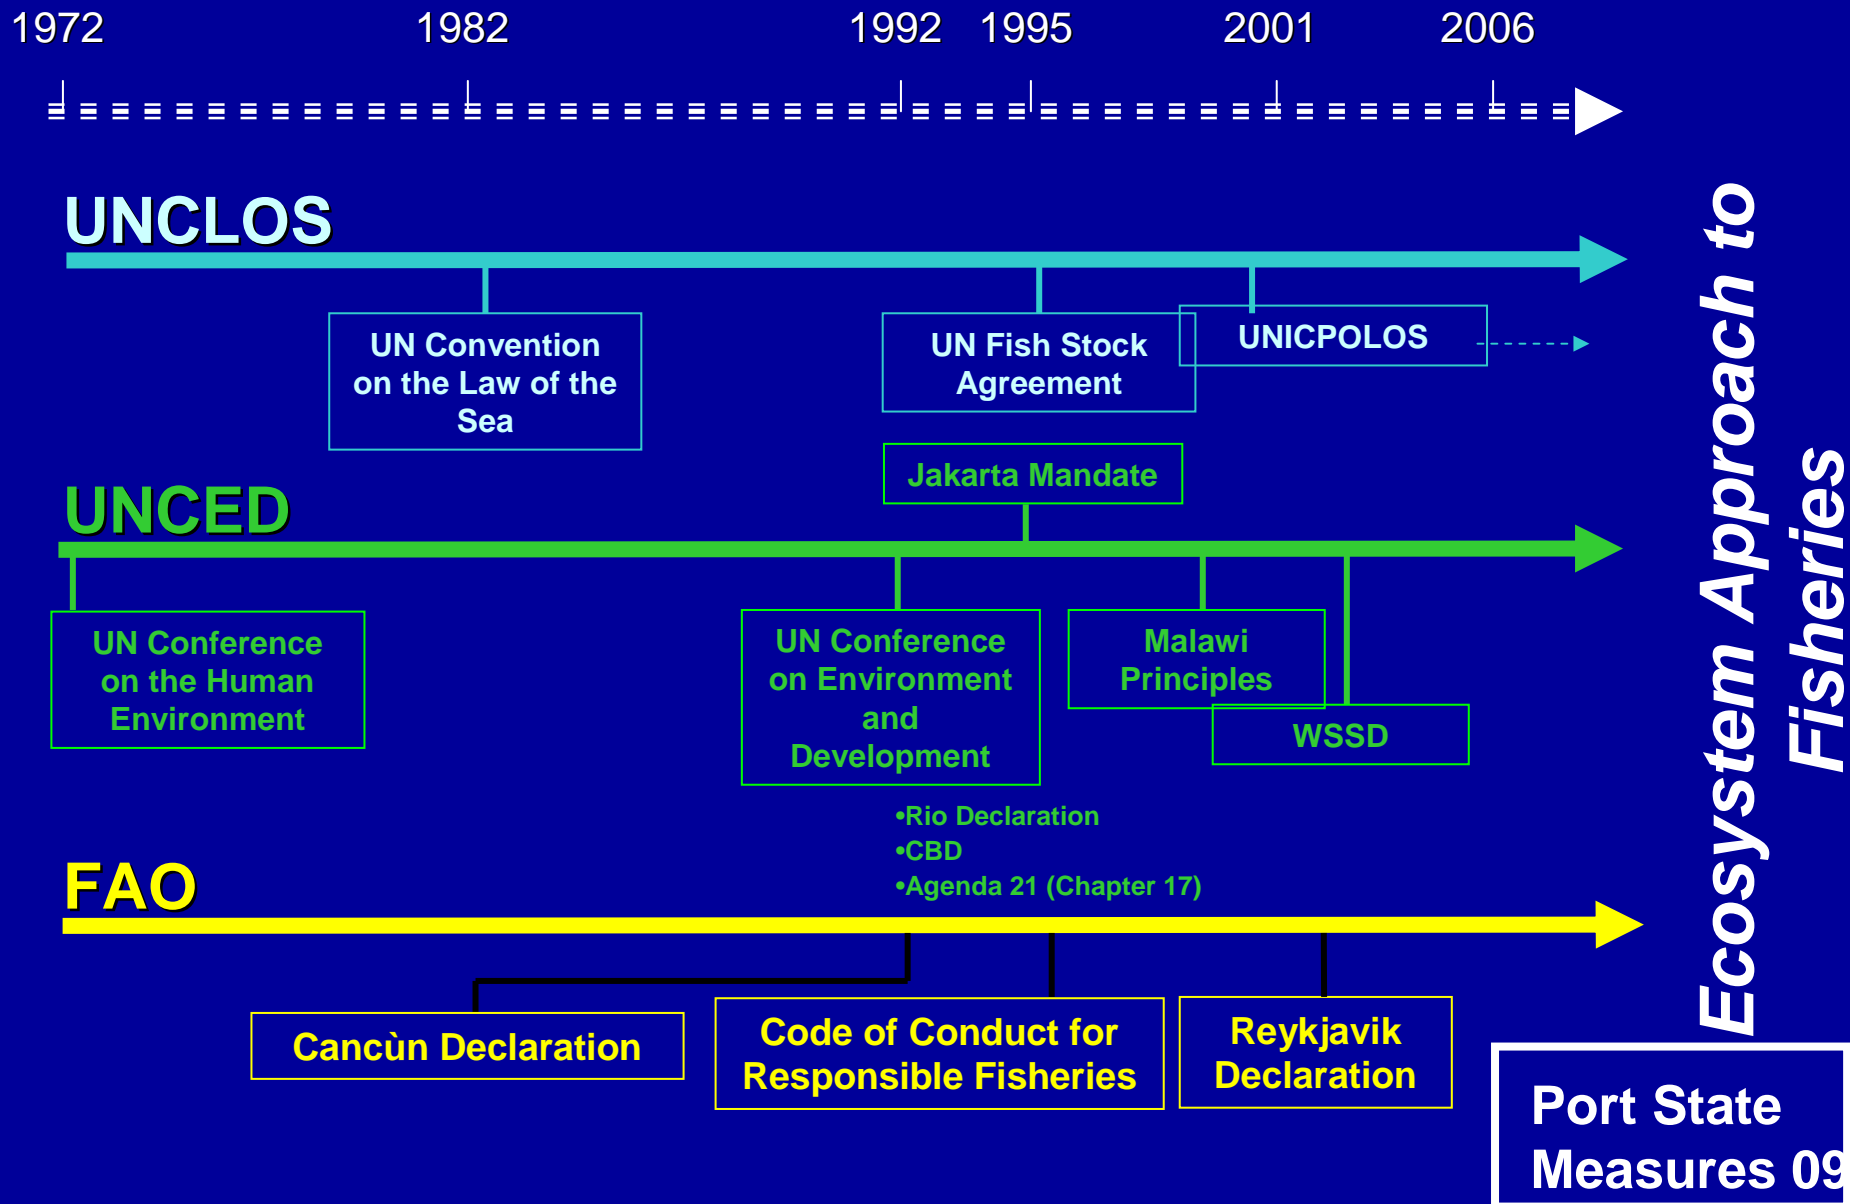 1972 1982 1992 1995 2001 2006
UNCLOS
UN Convention
on the Law of the
Sea
UN Fish Stock
Agreement
UNICPOLOS
Jakarta Mandate
UNCED
UN Conference
on the Human
Environment
UN Conference
on Environment
and
Development
Malawi
Principles
WSSD
•Rio Declaration
•CBD
•Agenda 21 (Chapter 17)
FAO
Cancùn Declaration
Code of Conduct for
Responsible Fisheries
Reykjavik
Declaration
Ecosystem Approach to
Fisheries
Port State
Measures 09